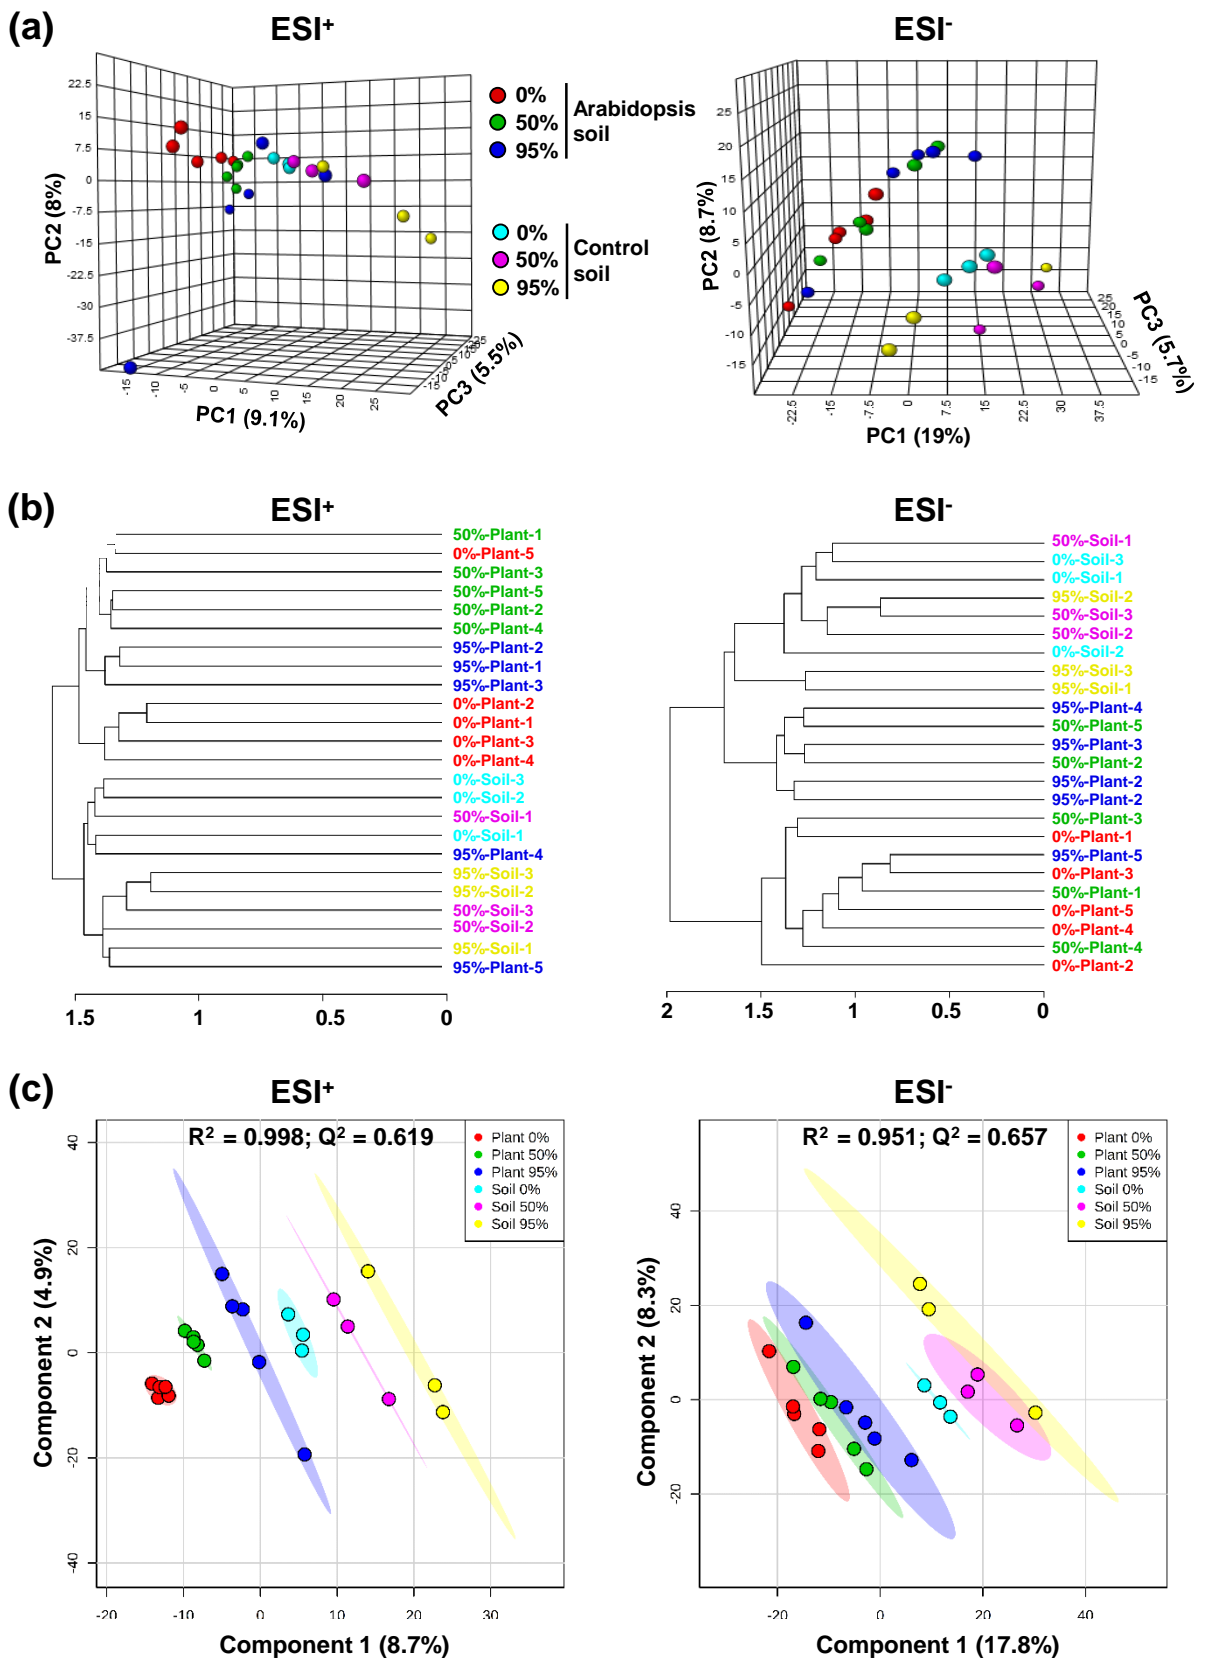 (a)
ESI+
ESI-
22.5
15
7.5
0
-7.5
-15
-22.5
-30
-37.5
PC2 (8%)
-15
-10
-5
0
5
10
15
20
25
PC1 (9.1%)
PC3 (5.5%)
0%
50%
95%
Arabidopsis
soil
0%
50%
95%
Control
soil
25
20
15
10
5
0
-5
-10
-15
PC2 (8.7%)
-22.5
-15
-7.5
0
7.5
15
22.5
30
37.5
PC1 (19%)
25
20
15
10
5
0
-5
-10
-15
PC3 (5.7%)
(b)
ESI+
50%-Plant-1
0%-Plant-5
50%-Plant-3
50%-Plant-5
50%-Plant-2
50%-Plant-4
95%-Plant-2
95%-Plant-1
95%-Plant-3
0%-Plant-2
0%-Plant-1
0%-Plant-3
0%-Plant-4
0%-Soil-3
0%-Soil-2
50%-Soil-1
0%-Soil-1
95%-Plant-4
95%-Soil-3
95%-Soil-2
50%-Soil-3
50%-Soil-2
95%-Soil-1
95%-Plant-5
1.5 1 0.5 0
ESI-
50%-Soil-1
0%-Soil-3
0%-Soil-1
95%-Soil-2
50%-Soil-3
50%-Soil-2
0%-Soil-2
95%-Soil-3
95%-Soil-1
95%-Plant-4
50%-Plant-5
95%-Plant-3
50%-Plant-2
95%-Plant-2
95%-Plant-2
50%-Plant-3
0%-Plant-1
95%-Plant-5
0%-Plant-3
50%-Plant-1
0%-Plant-5
0%-Plant-4
50%-Plant-4
0%-Plant-2
2 1.5 1 0.5 0
(c)
ESI+
R2 = 0.998; Q2 = 0.619
Plant 0%
Plant 50%
Plant 95%
Soil 0%
Soil 50%
Soil 95%
40
20
0
-20
-40
Component 2 (4.9%)
-20 -10 0 10 20 30
Component 1 (8.7%)
ESI-
R2 = 0.951; Q2 = 0.657
Plant 0%
Plant 50%
Plant 95%
Soil 0%
Soil 50%
Soil 95%
40
20
0
-20
Component 2 (8.3%)
-20 0 20 40
Component 1 (17.8%)